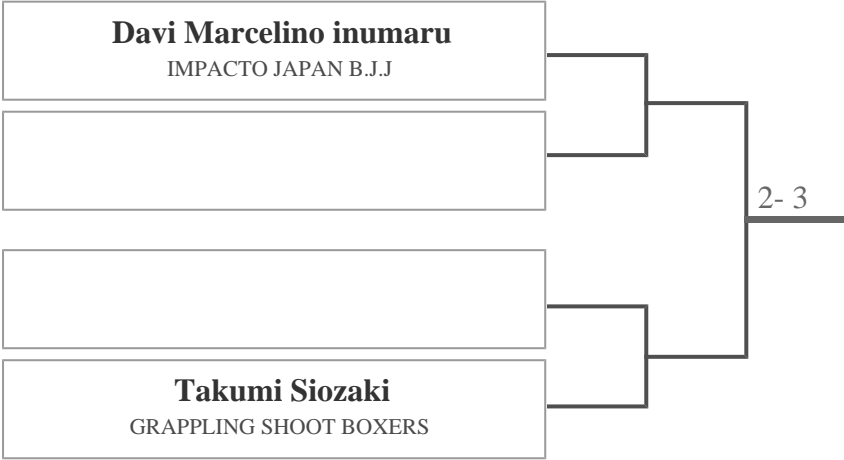 Davi Marcelino inumaru
IMPACTO JAPAN B.J.J
2- 3
Takumi Siozaki
GRAPPLING SHOOT BOXERS